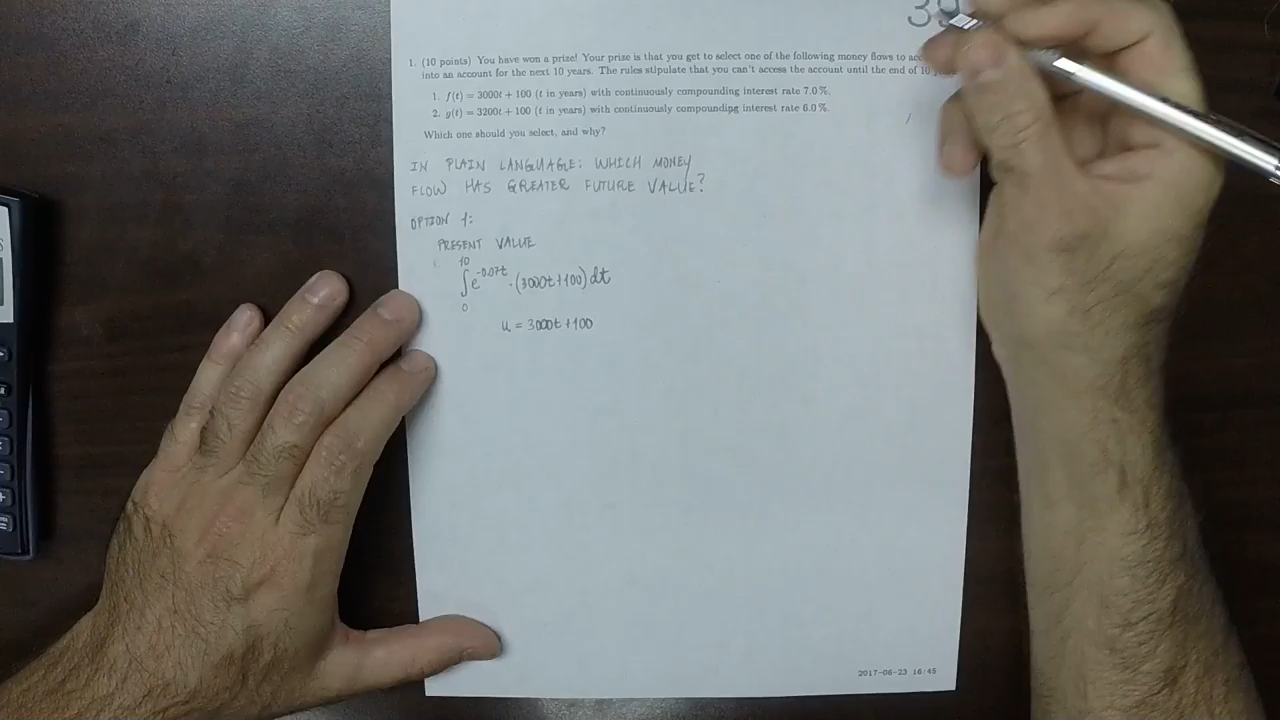 39
1. (10 points) You have won a prize! Your prize is that you get to select one of the following money flows to
into an account for the next 10 years. The rules stipulate that you can't access the account until the end of 10
1. f(t) = 3000t + 100 (t in years) with continuously compounding interest rate 7.0%.
2. g(t) = 3200t + 100 (t in years) with continuously compounding interest rate 6.0%.
Which one should you select, and why?
IN PLAIN LANGUAGE: WHICH MONEY
FLOW HAS GREATER FUTURE VALUE?
OPTION 1:
PRESENT VALUE
∫₀¹⁰ e^{-0.07t} · (3000t+100) dt
u = 3000t+100
2017-06-23 16:45